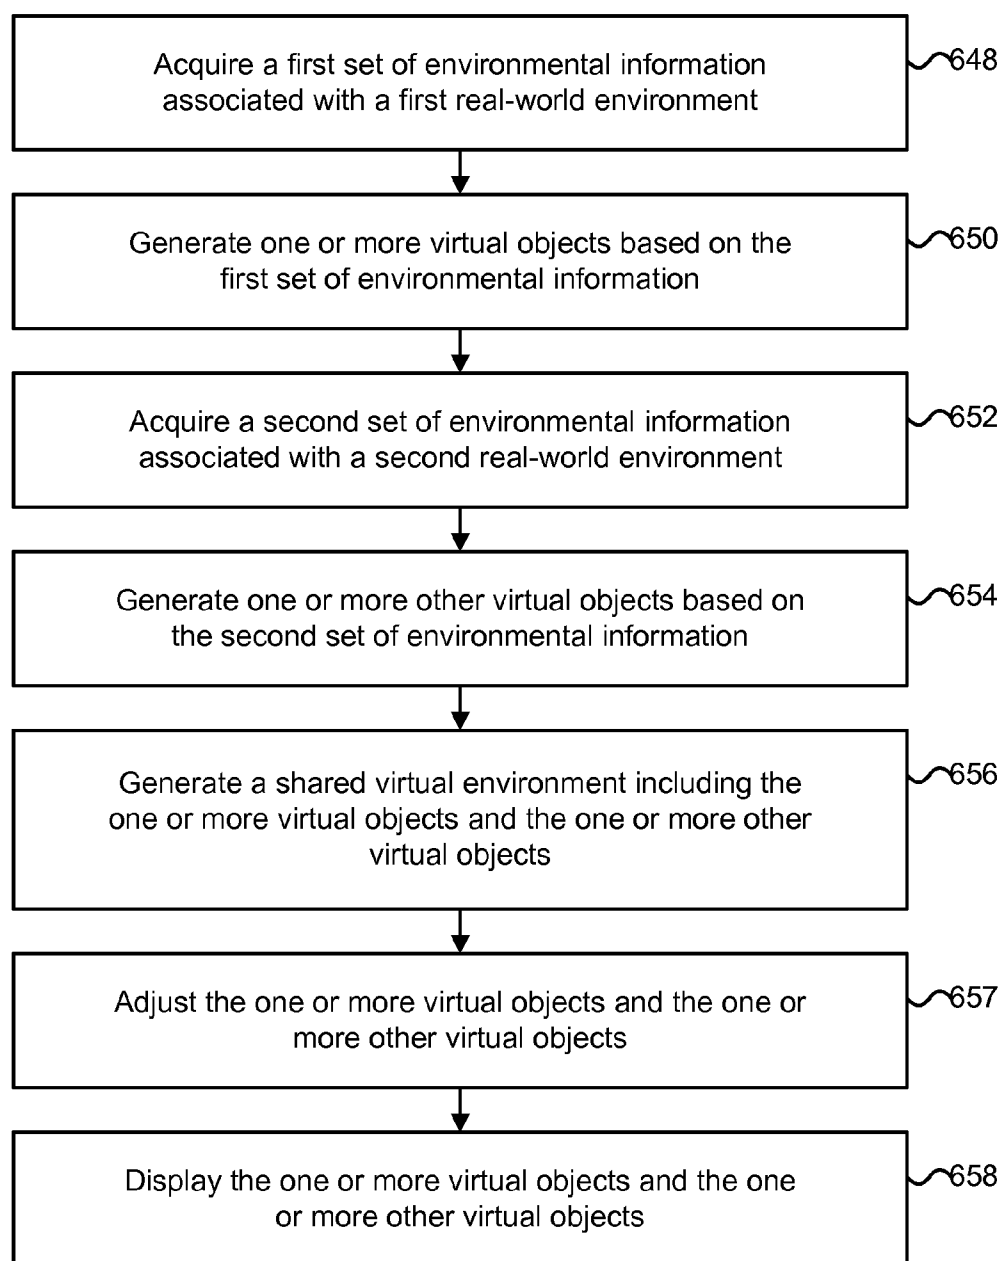 Acquire a first set of environmental information
associated with a first real-world environment
648
Generate one or more virtual objects based on the
first set of environmental information
650
Acquire a second set of environmental information
associated with a second real-world environment
652
Generate one or more other virtual objects based on
the second set of environmental information
654
Generate a shared virtual environment including the
one or more virtual objects and the one or more other
virtual objects
656
Adjust the one or more virtual objects and the one or
more other virtual objects
657
Display the one or more virtual objects and the one
or more other virtual objects
658